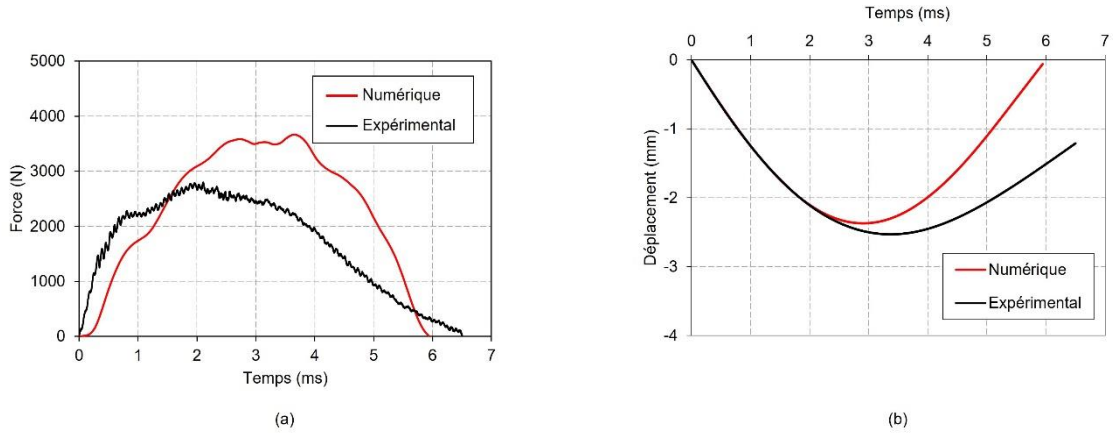 5000
4000
3000
2000
1000
0
Force (N)
Numérique
Expérimental
0 1 2 3 4 5 6 7
Temps (ms)
(a)
Temps (ms)
0 1 2 3 4 5 6 7
0
-1
-2
-3
-4
Déplacement (mm)
Numérique
Expérimental
(b)